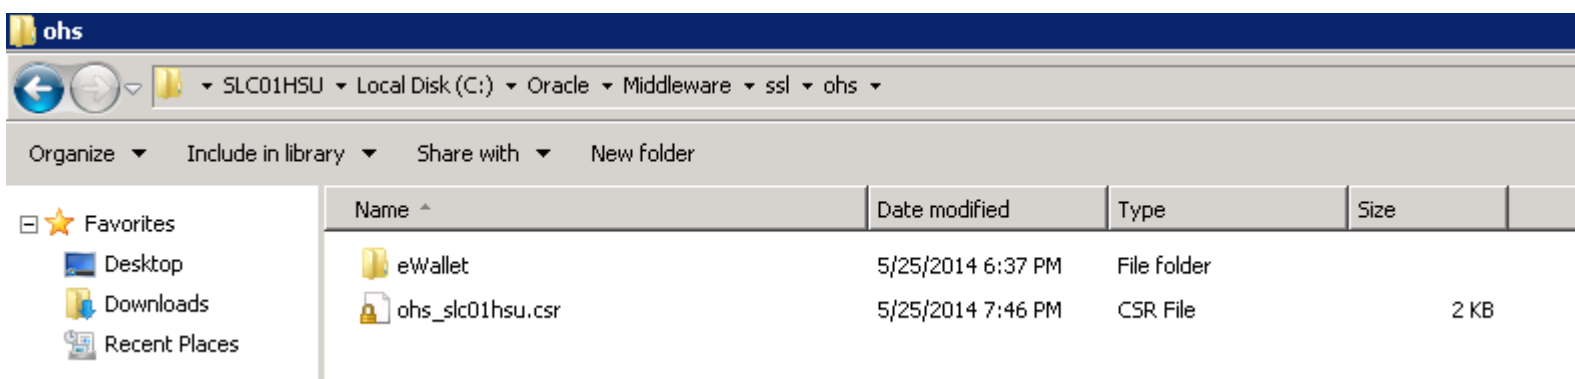 ohs
SLC01HSU Local Disk (C:) Oracle Middleware ssl ohs
Organize Include in library Share with New folder
Name Date modified Type Size
Favorites
Desktop eWallet 5/25/2014 6:37 PM File folder
Downloads ohs_slc01hsu.csr 5/25/2014 7:46 PM CSR File 2 KB
Recent Places